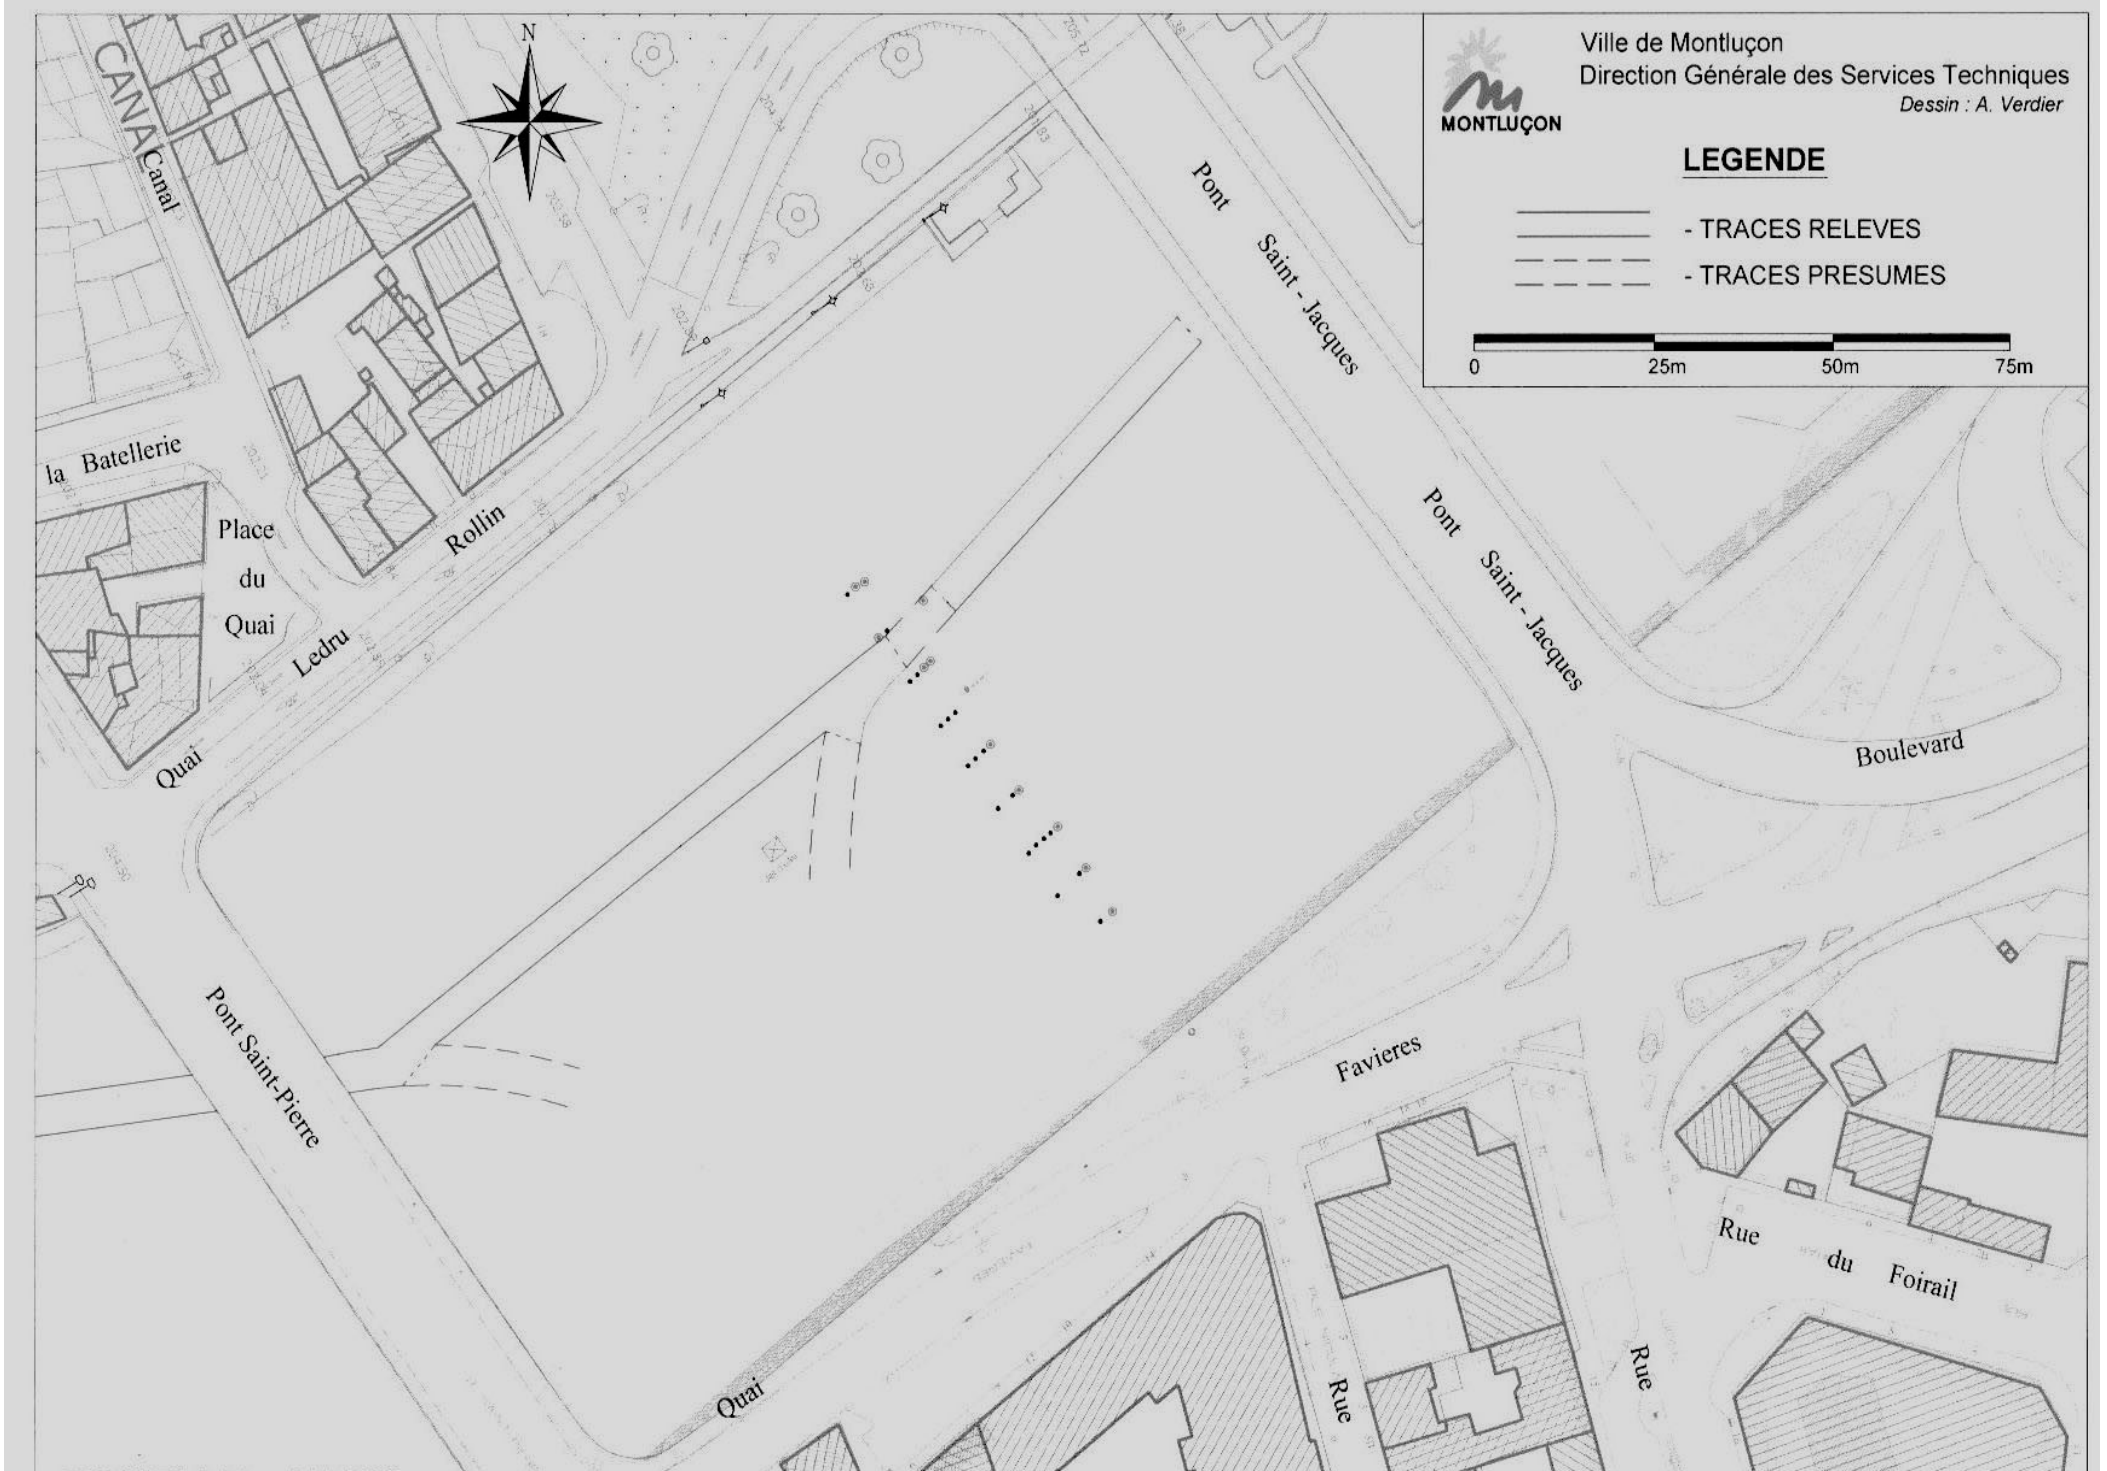 Ville de Montluçon
Direction Générale des Services Techniques
Dessin : A. Verdier
MONTLUÇON
LEGENDE
- TRACES RELEVES
- TRACES PRESUMES
0 25m 50m 75m
N
CANAL
Canal
la Batellerie
Place
du
Quai
Quai Ledru Rollin
Pont Saint - Jacques
Pont Saint - Jacques
Boulevard
Pont Saint-Pierre
Quai Favieres
Rue du Foirail
Rue
Rue